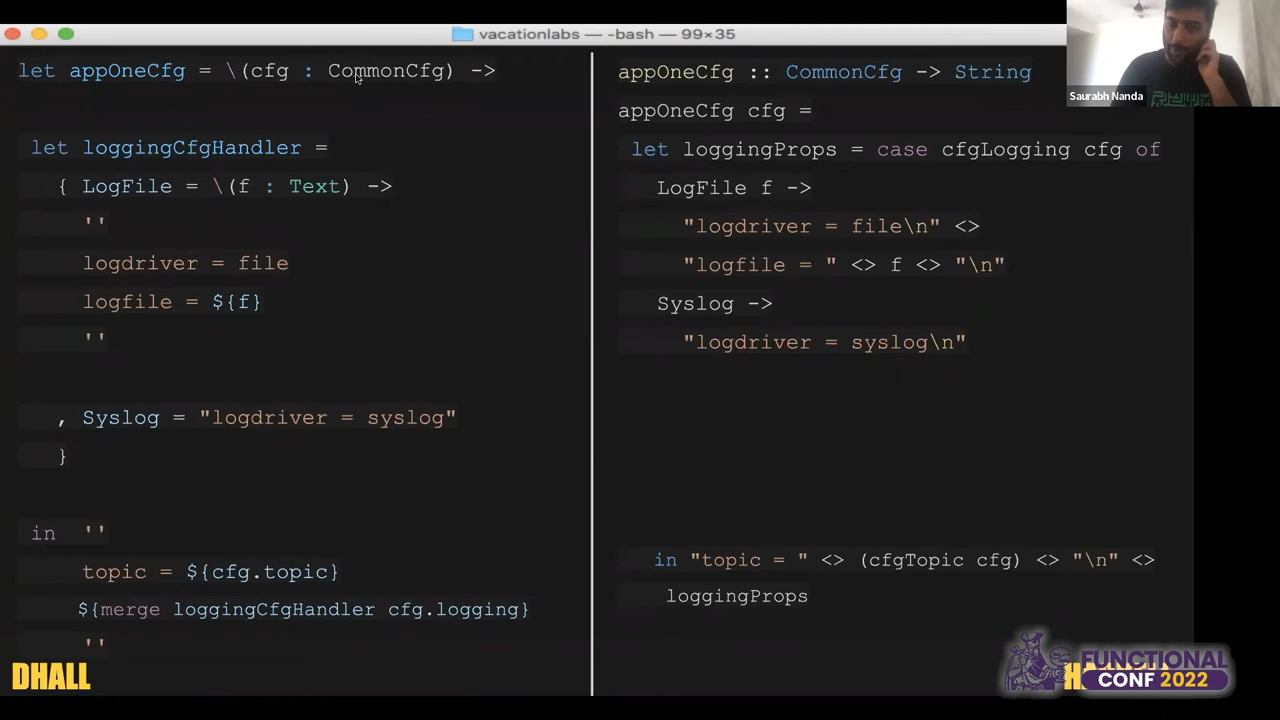 vacationlabs — -bash — 99×35
Saurabh Nanda
let appOneCfg = \(cfg : CommonCfg) ->
let loggingCfgHandler =
{ LogFile = \(f : Text) ->
''
logdriver = file
logfile = ${f}
''
, Syslog = "logdriver = syslog"
}
in ''
topic = ${cfg.topic}
${merge loggingCfgHandler cfg.logging}
''
DHALL
appOneCfg :: CommonCfg -> String
appOneCfg cfg =
let loggingProps = case cfgLogging cfg of
LogFile f ->
"logdriver = file\n" <>
"logfile = " <> f <> "\n"
Syslog ->
"logdriver = syslog\n"
in "topic = " <> (cfgTopic cfg) <> "\n" <>
loggingProps
FUNCTIONAL
CONF 2022